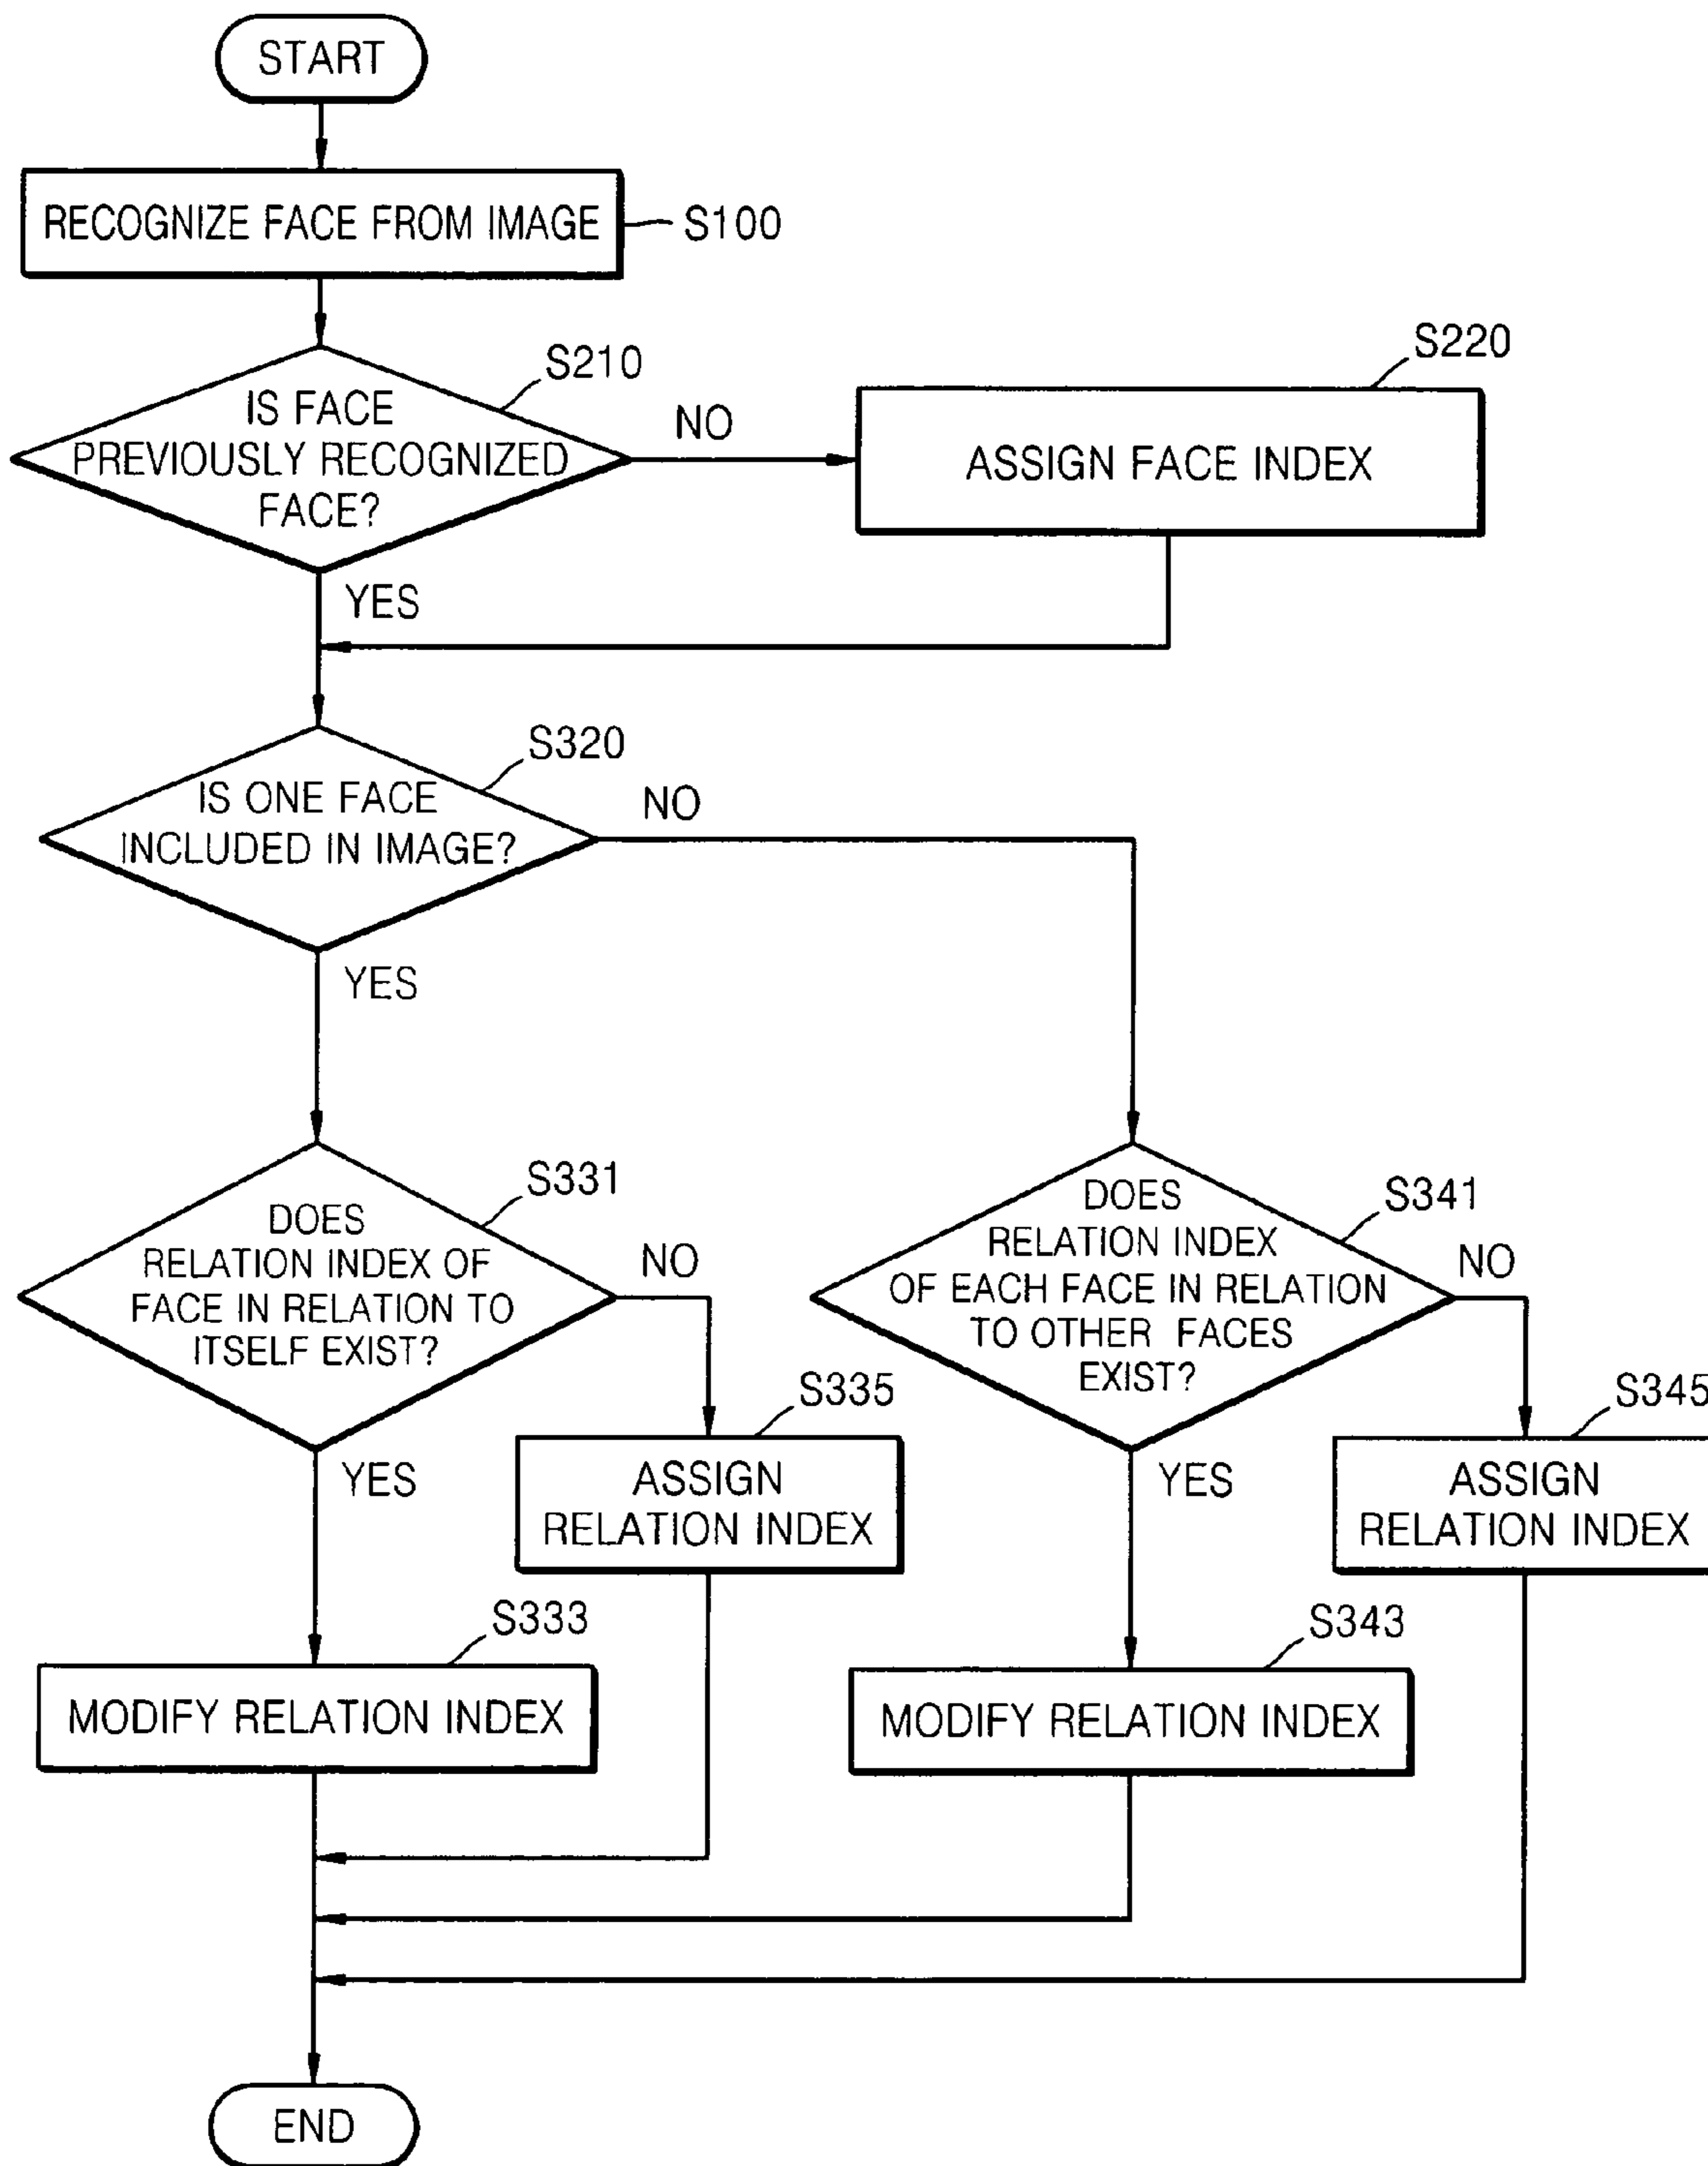 START
RECOGNIZE FACE FROM IMAGE
S100
S210
IS FACE
PREVIOUSLY RECOGNIZED
FACE?
NO
S220
ASSIGN FACE INDEX
YES
S320
IS ONE FACE
INCLUDED IN IMAGE?
NO
YES
S331
DOES
RELATION INDEX OF
FACE IN RELATION TO
ITSELF EXIST?
NO
S341
DOES
RELATION INDEX
OF EACH FACE IN RELATION
TO OTHER FACES
EXIST?
NO
S335
ASSIGN
RELATION INDEX
YES
S345
ASSIGN
RELATION INDEX
YES
S333
MODIFY RELATION INDEX
S343
MODIFY RELATION INDEX
END